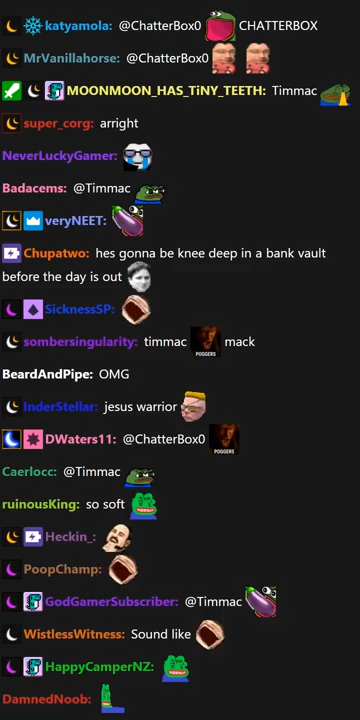 katyamola: @ChatterBox0 CHATTERBOX
MrVanillahorse: @ChatterBox0
MOONMOON_HAS_TiNY_TEETH: Timmac
super_corg: arright
NeverLuckyGamer:
Badacems: @Timmac
veryNEET:
Chupatwo: hes gonna be knee deep in a bank vault
before the day is out
SicknessSP:
sombersingularity: timmac POGGERS mack
BeardAndPipe: OMG
InderStellar: jesus warrior
DWaters11: @ChatterBox0 POGGERS
Caerlocc: @Timmac
ruinousKing: so soft
Heckin_:
PoopChamp:
GodGamerSubscriber: @Timmac
WistlessWitness: Sound like
HappyCamperNZ:
DamnedNoob: